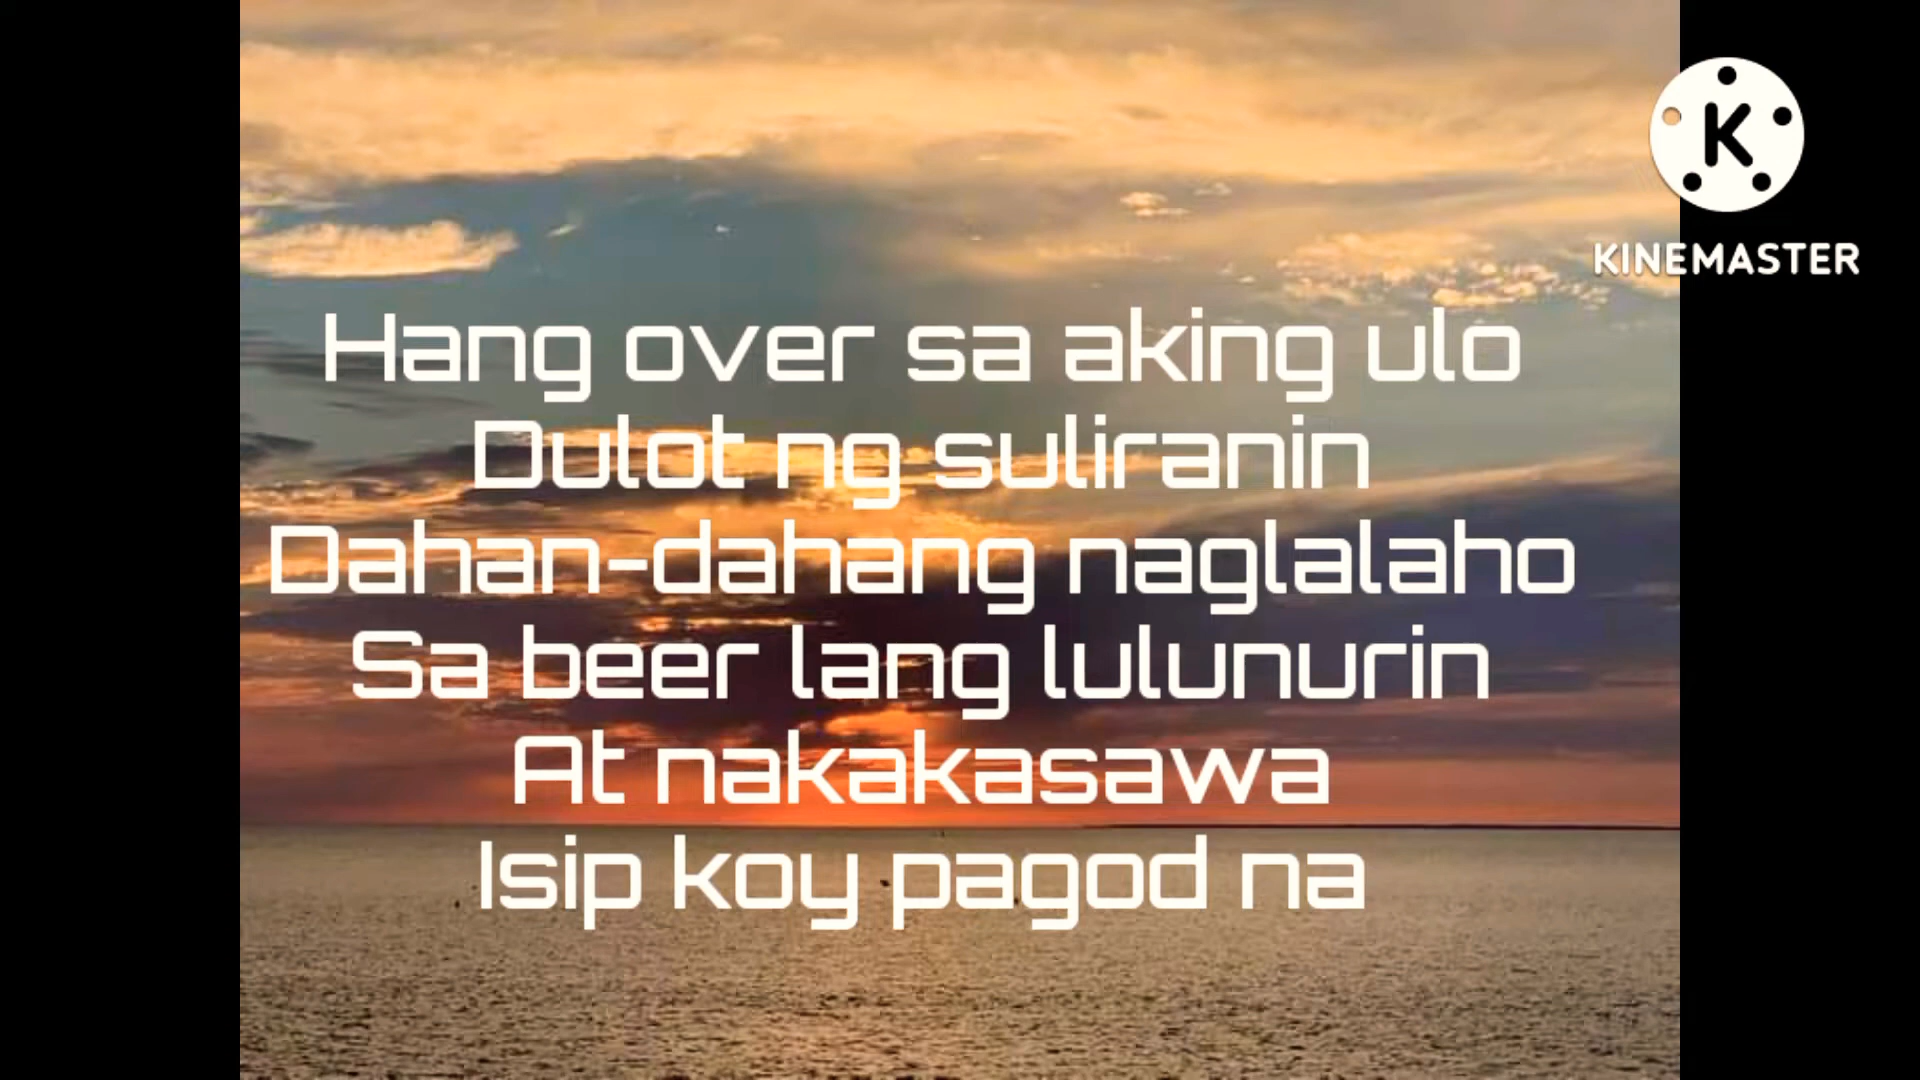 K
KINEMASTER
Hang over sa aking ulo
Dulot ng suliranin
Dahan-dahang naglalaho
Sa beer lang lulunurin
At nakakasawa
Isip koy pagod na